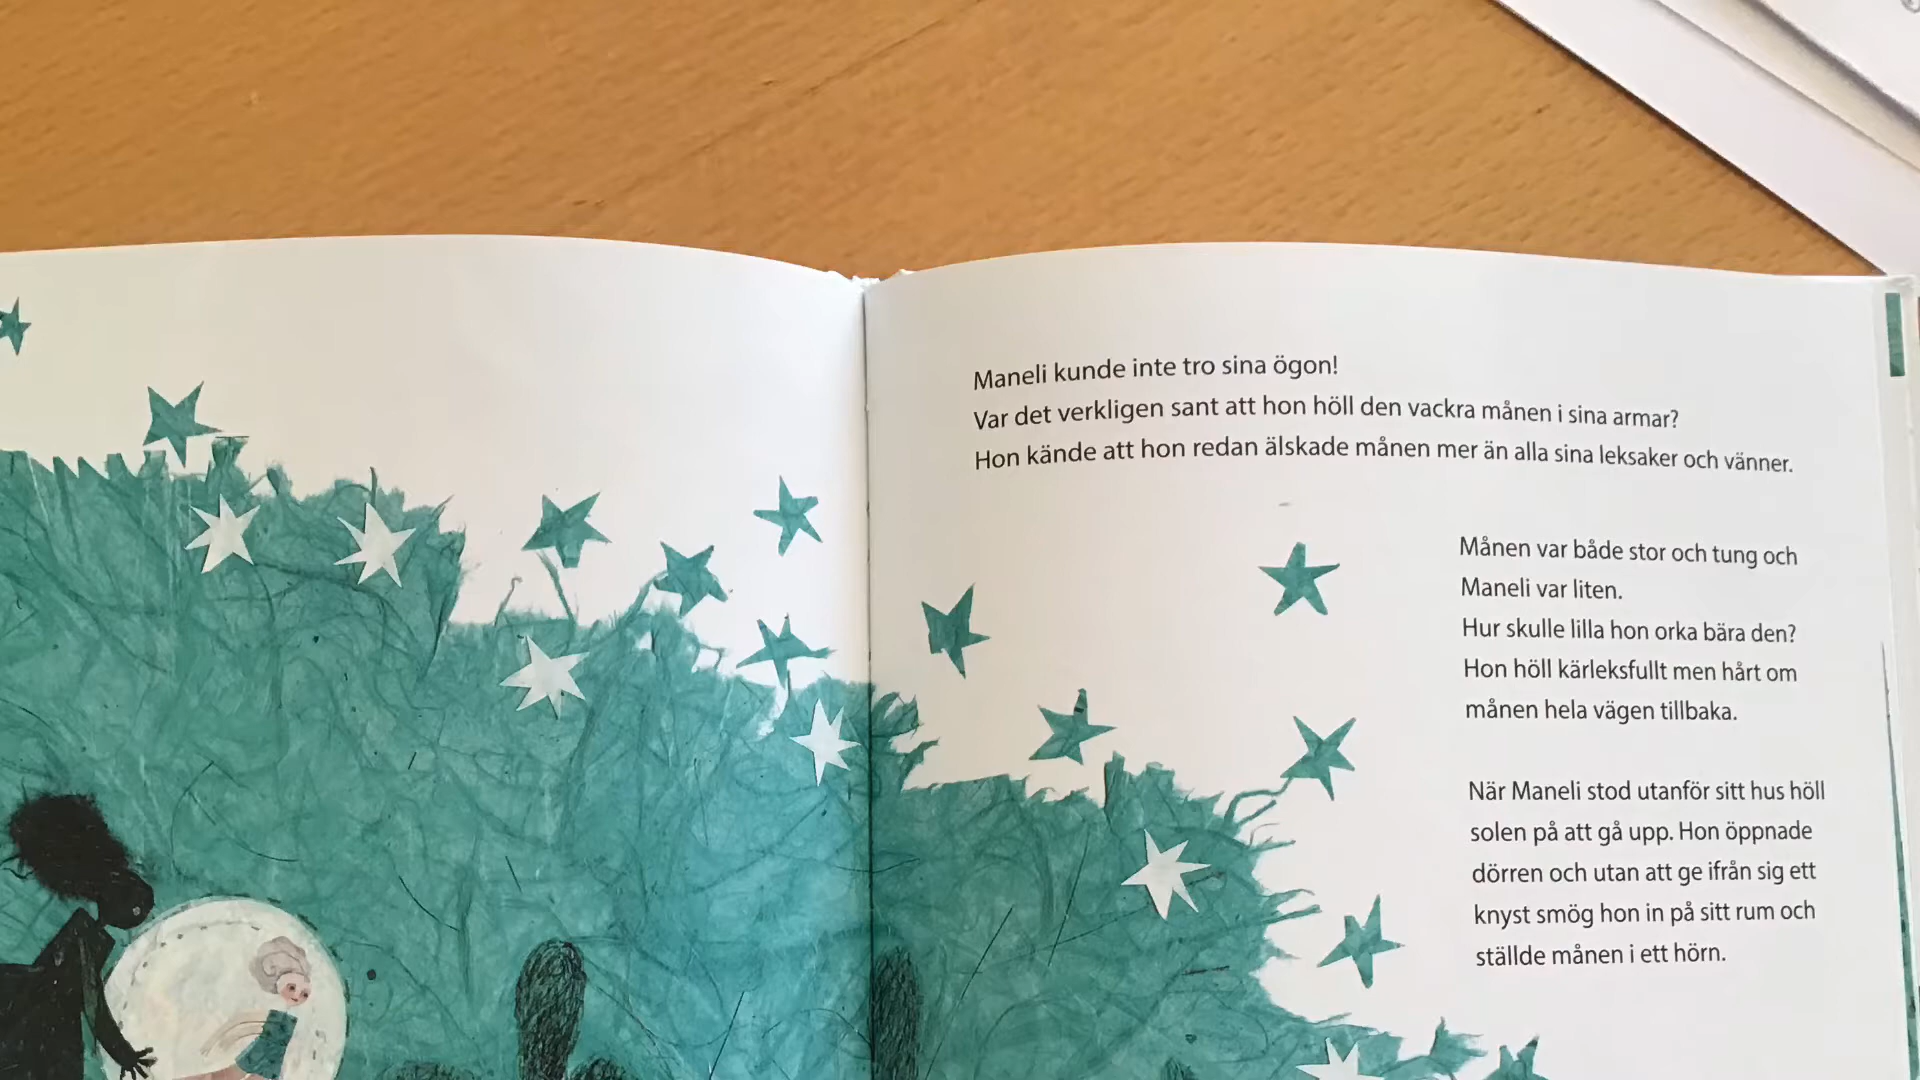 Maneli kunde inte tro sina ögon!
Var det verkligen sant att hon höll den vackra månen i sina armar?
Hon kände att hon redan älskade månen mer än alla sina leksaker och vänner.
Månen var både stor och tung och
Maneli var liten.
Hur skulle lilla hon orka bära den?
Hon höll kärleksfullt men hårt om
månen hela vägen tillbaka.
När Maneli stod utanför sitt hus höll
solen på att gå upp. Hon öppnade
dörren och utan att ge ifrån sig ett
knyst smög hon in på sitt rum och
ställde månen i ett hörn.